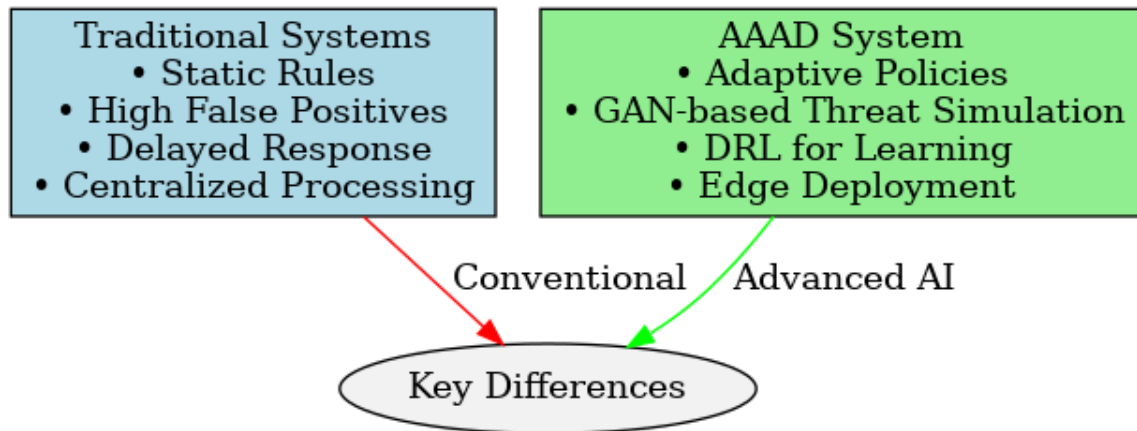 Traditional Systems
• Static Rules
• High False Positives
• Delayed Response
• Centralized Processing
AAAD System
• Adaptive Policies
• GAN-based Threat Simulation
• DRL for Learning
• Edge Deployment
Conventional
Advanced AI
Key Differences